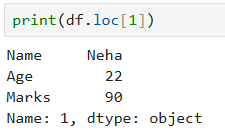 print(df.loc[1])
Name     Neha
Age        22
Marks      90
Name: 1, dtype: object